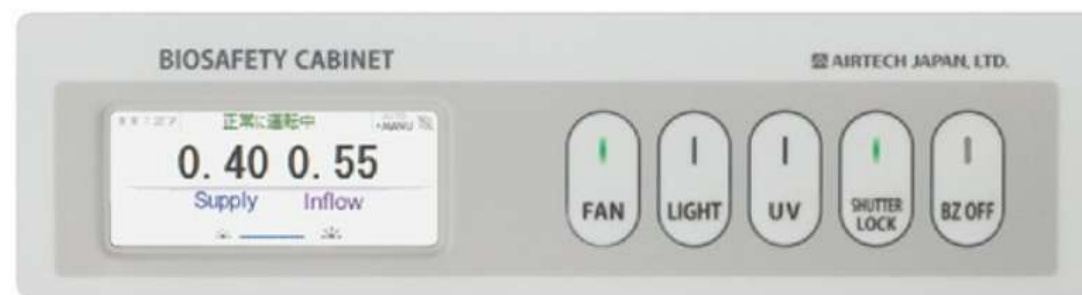 BIOSAFETY CABINET
AIRTECH JAPAN, LTD.
正常に運転中
MANU
0.40 0.55
Supply Inflow
FAN
LIGHT
UV
SHUTTER
LOCK
BZ OFF